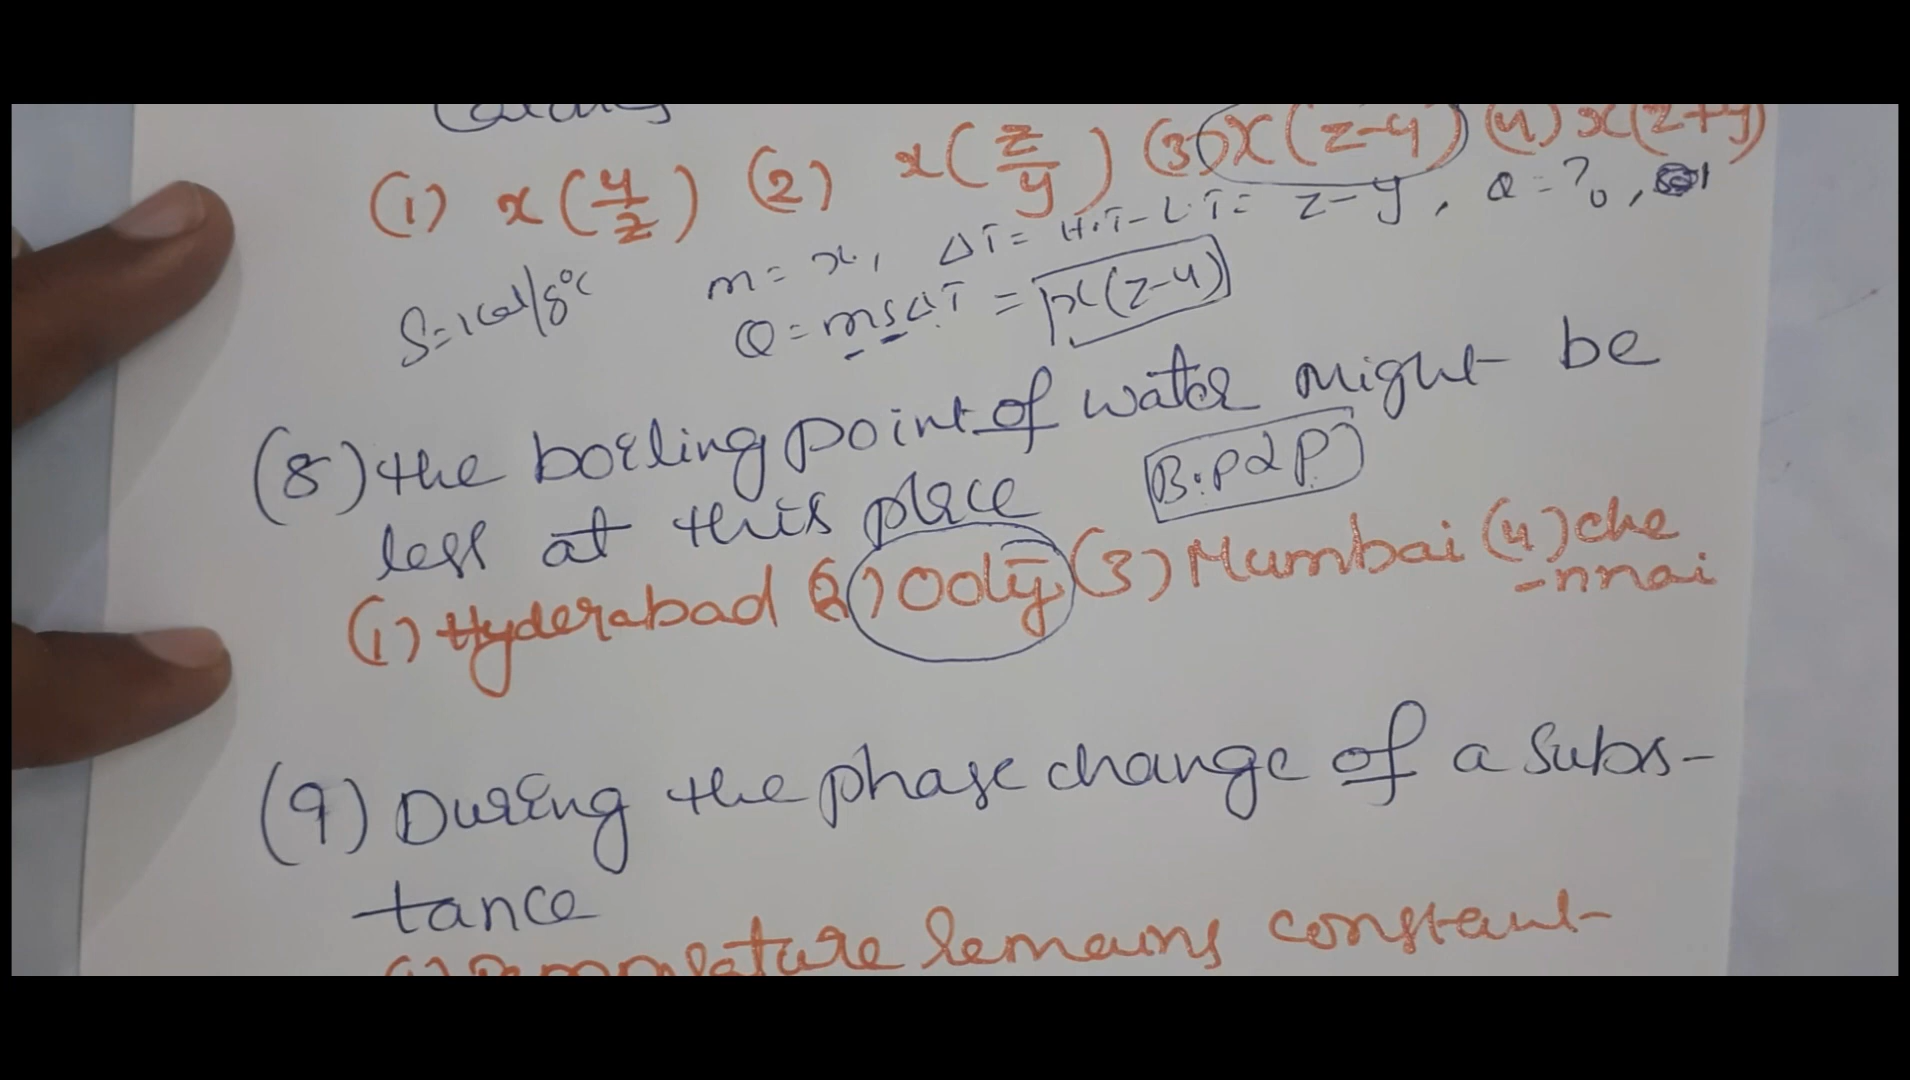 (1) x(y/z) (2) x(z/y) (3) x(z-y) (4) x(z+y)
m = x, ΔT = H.T - L.T = z-y, Q = ?
S=1cal/g°c
Q = msΔT = x(z-y)
(8) the boiling point of water might be
less at this place B.P α P
(1) Hyderabad (2) Ooty (3) Mumbai (4) che
-nnai
(9) During the phase change of a subs-
tance
remains constant